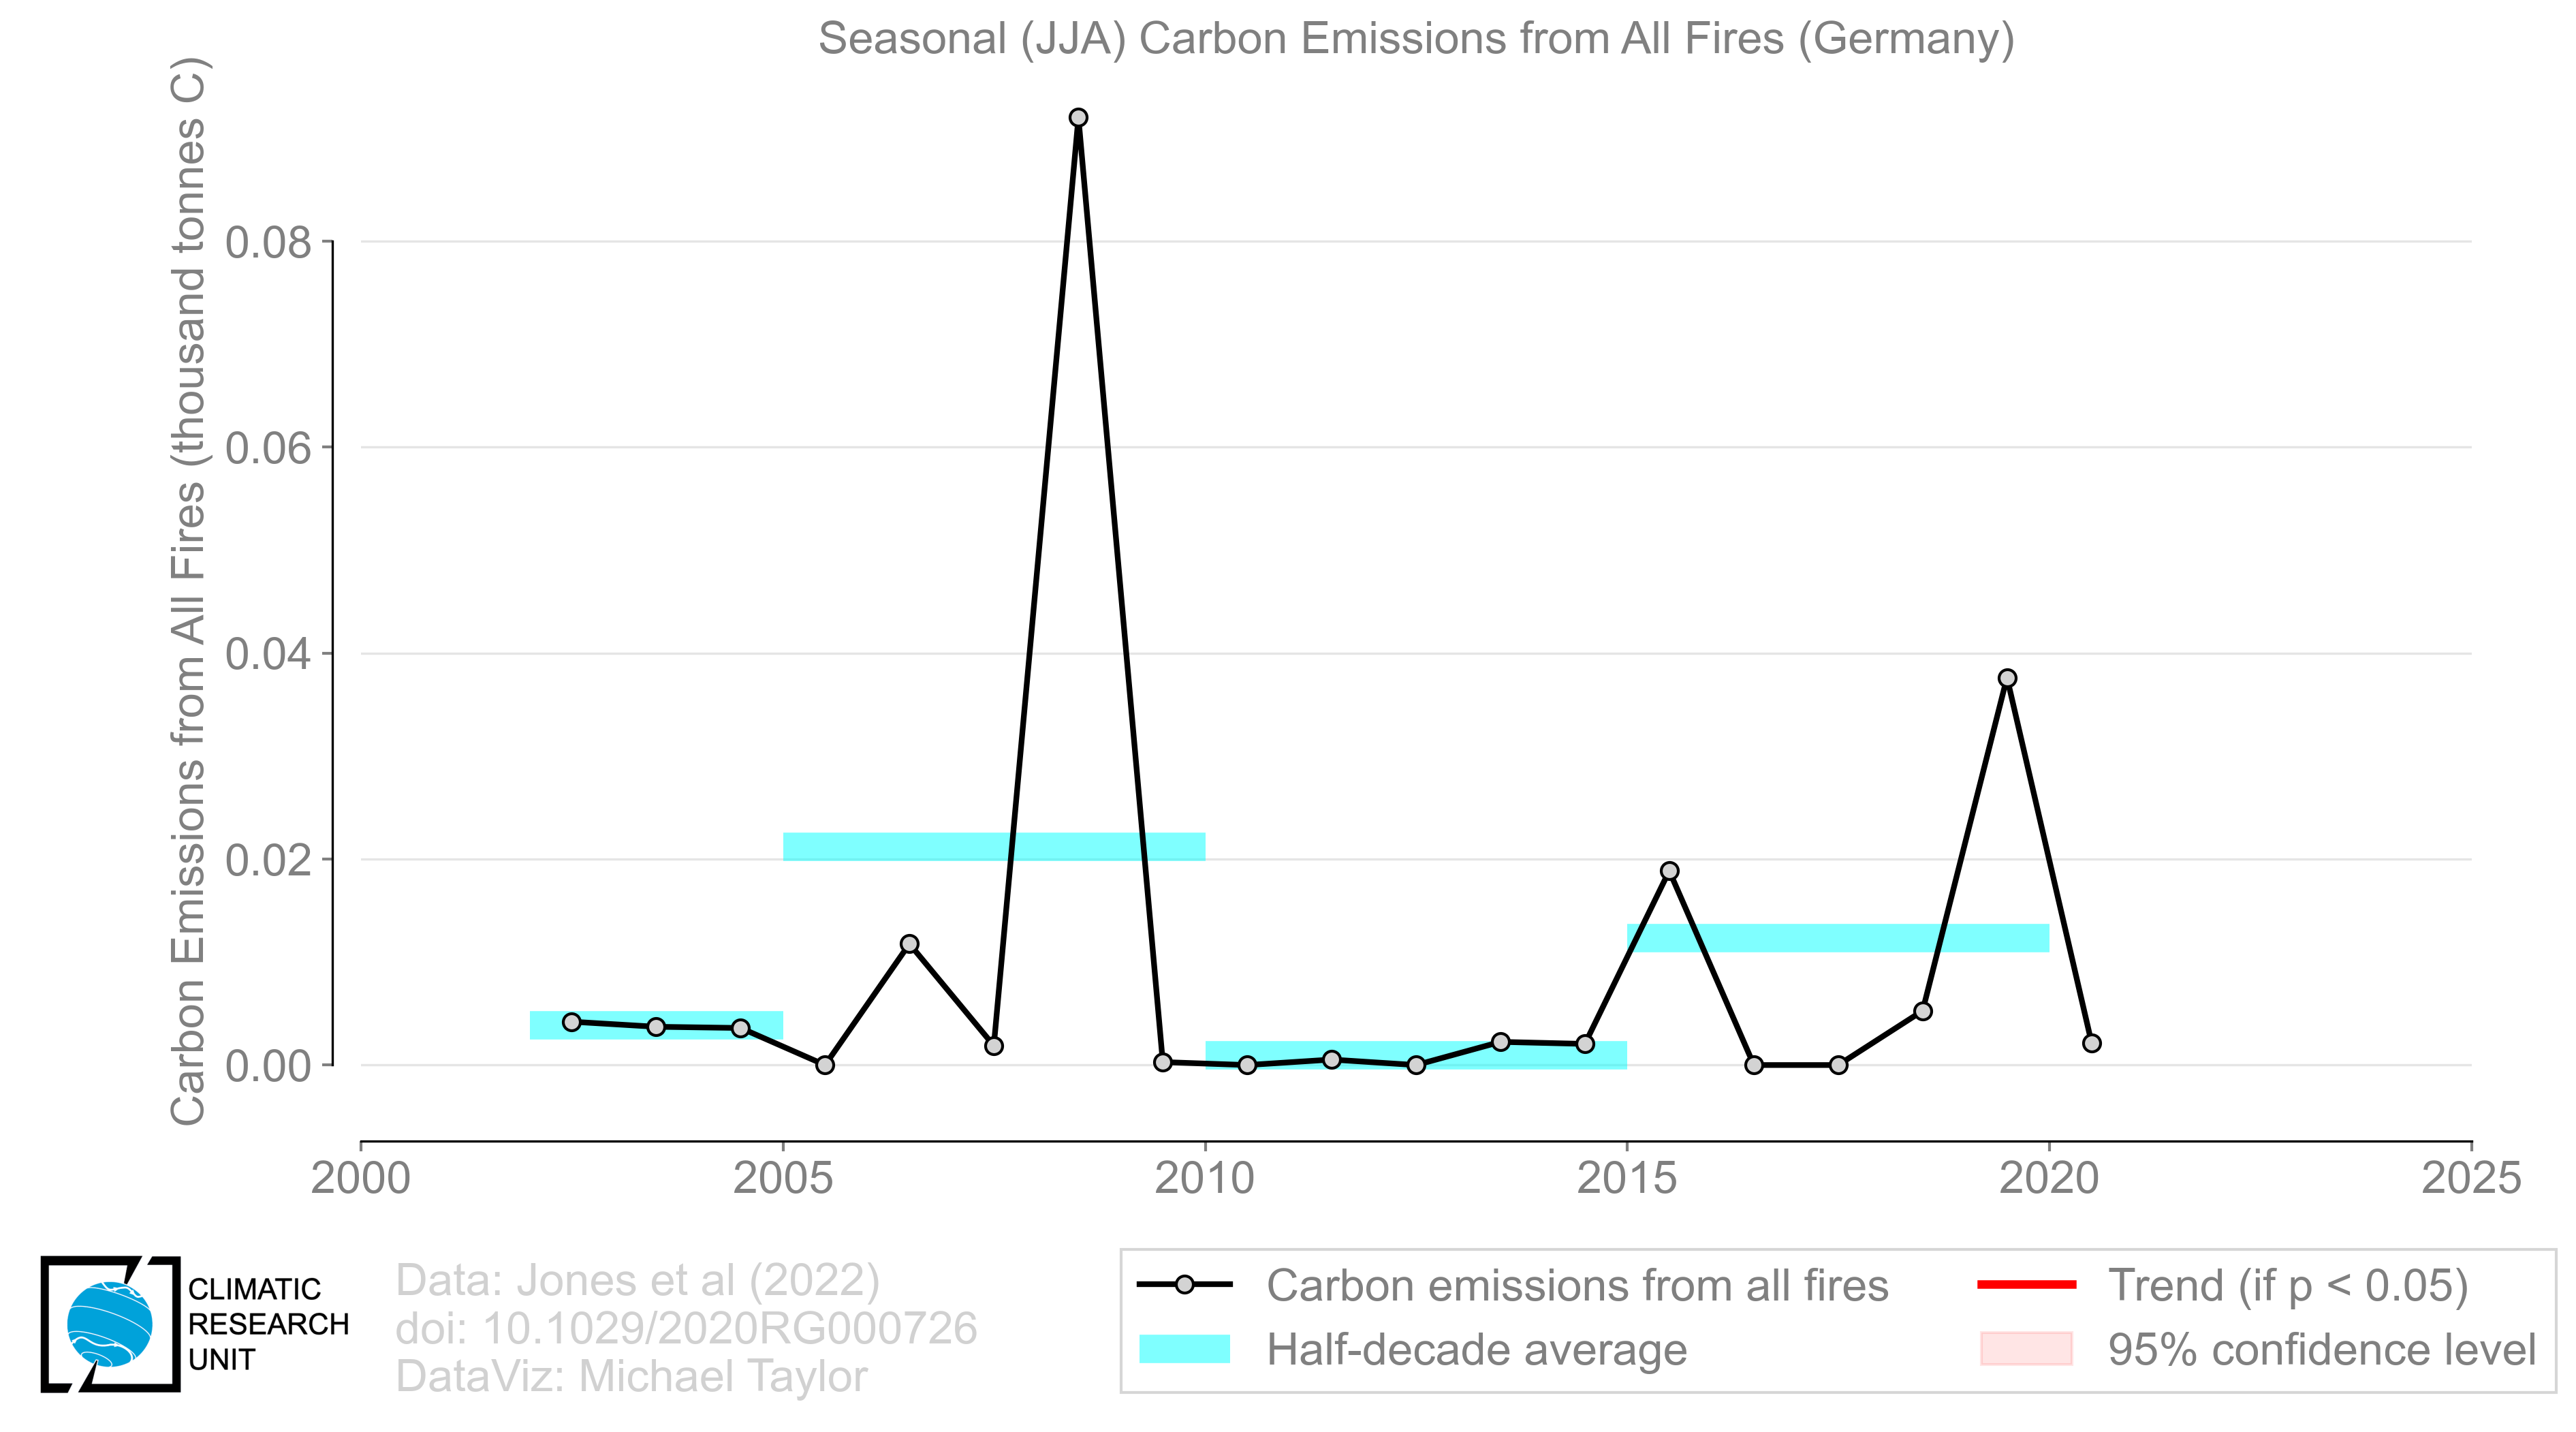 Seasonal (JJA) Carbon Emissions from All Fires (Germany)
Carbon Emissions from All Fires (thousand tonnes C)
0.08
0.06
0.04
0.02
0.00
2000
2005
2010
2015
2020
2025
CLIMATIC
RESEARCH
UNIT
Data: Jones et al (2022)
doi: 10.1029/2020RG000726
DataViz: Michael Taylor
Carbon emissions from all fires
Half-decade average
Trend (if p < 0.05)
95% confidence level